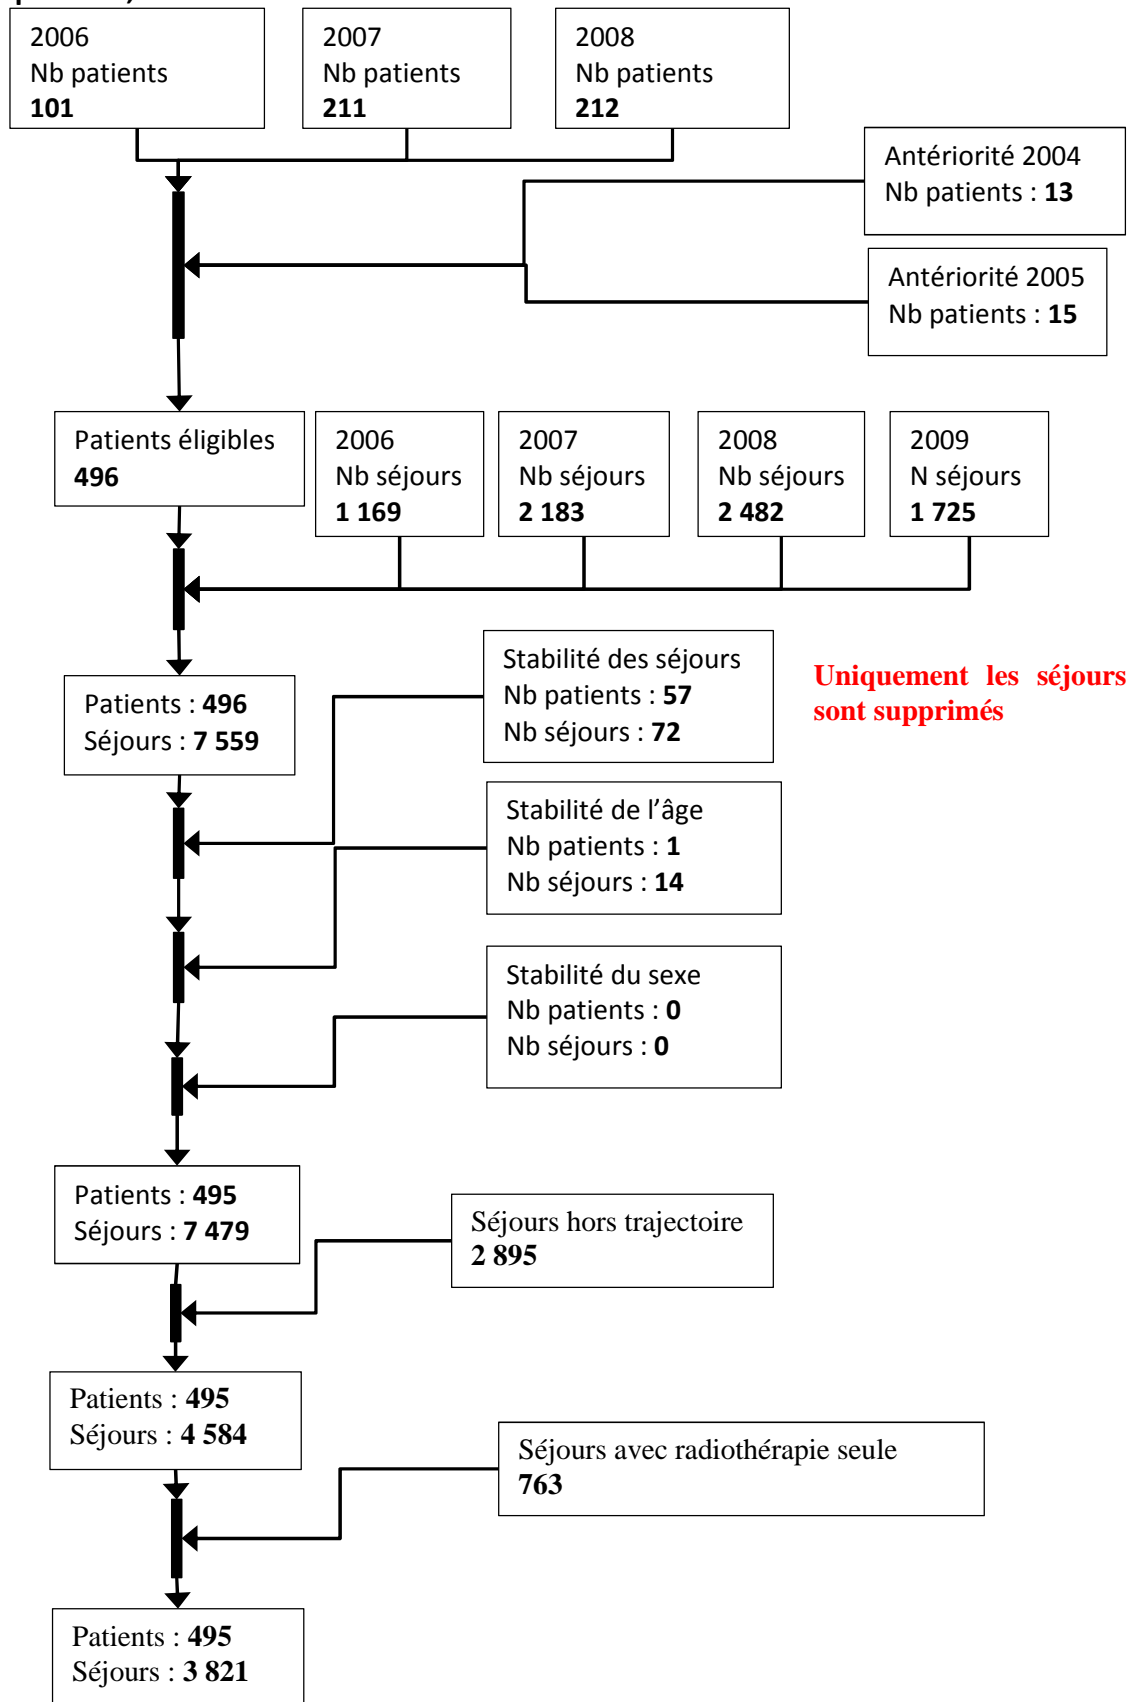 2006
Nb patients
101
2007
Nb patients
211
2008
Nb patients
212
Antériorité 2004
Nb patients : 13
Antériorité 2005
Nb patients : 15
Patients éligibles
496
2006
Nb séjours
1 169
2007
Nb séjours
2 183
2008
Nb séjours
2 482
2009
N séjours
1 725
Patients : 496
Séjours : 7 559
Stabilité des séjours
Nb patients : 57
Nb séjours : 72
Uniquement les séjours
sont supprimés
Stabilité de l’âge
Nb patients : 1
Nb séjours : 14
Stabilité du sexe
Nb patients : 0
Nb séjours : 0
Patients : 495
Séjours : 7 479
Séjours hors trajectoire
2 895
Patients : 495
Séjours : 4 584
Séjours avec radiothérapie seule
763
Patients : 495
Séjours : 3 821